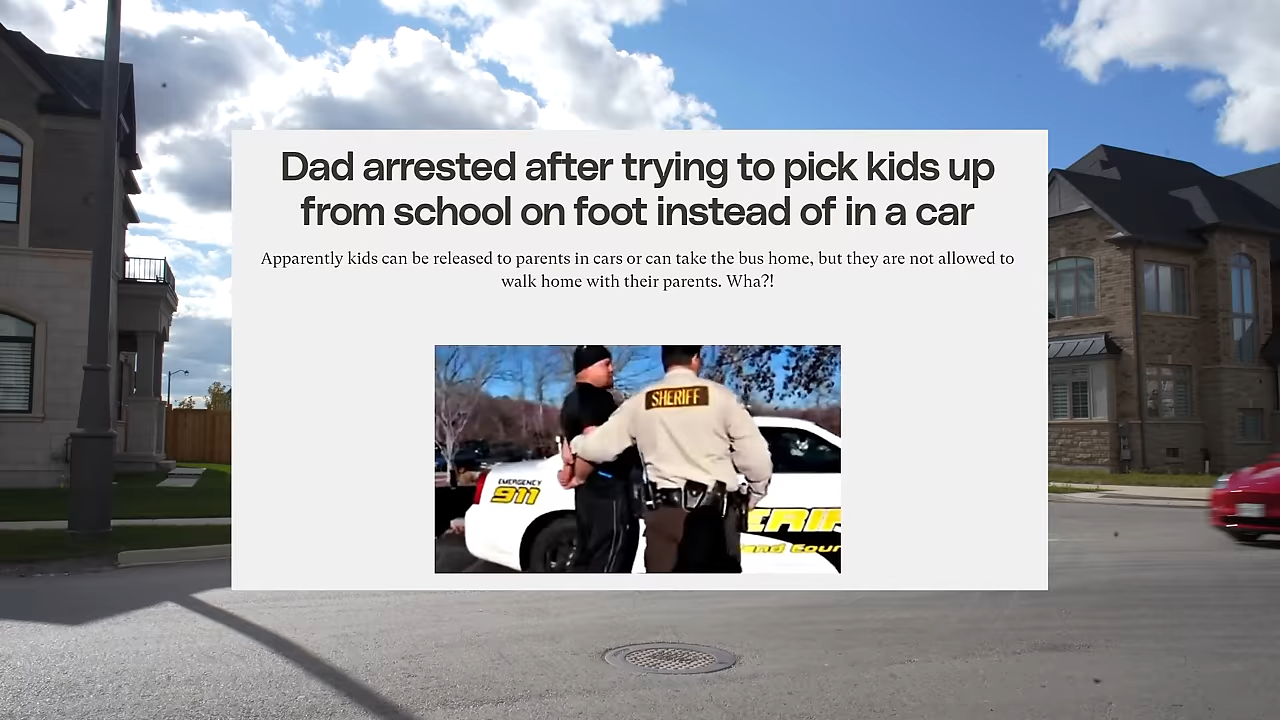 Dad arrested after trying to pick kids up
from school on foot instead of in a car
Apparently kids can be released to parents in cars or can take the bus home, but they are not allowed to
walk home with their parents. Wha?!
SHERIFF
EMERGENCY
911